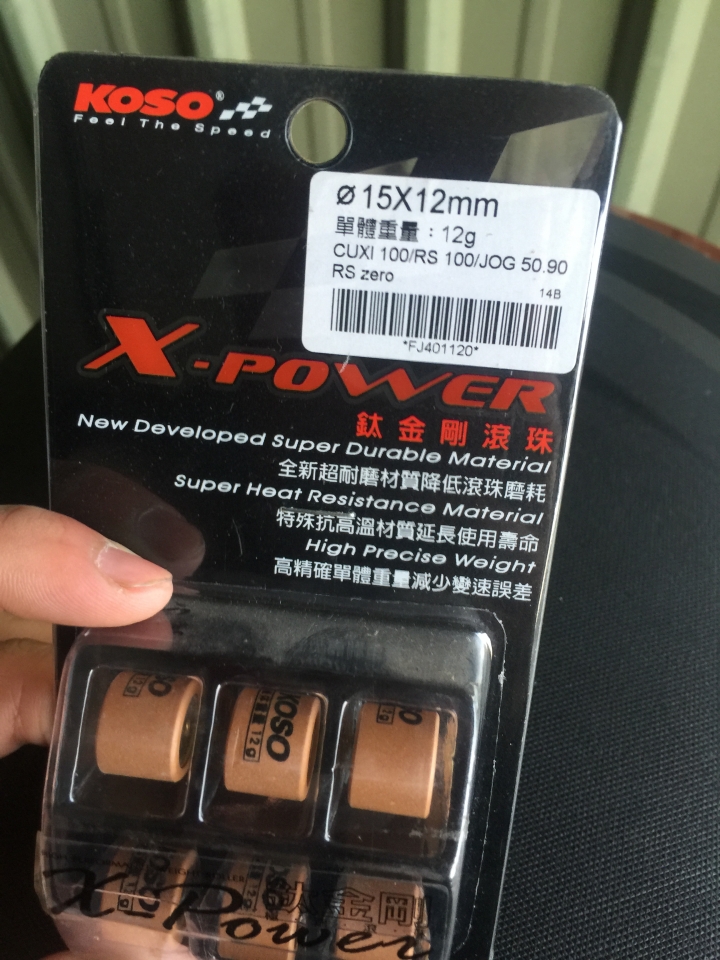 KOSO®
Feel The Speed
Ø15X12mm
單體重量：12g
CUXI 100/RS 100/JOG 50.90
RS zero
14B
*FJ401120*
X-POWER
鈦金剛滾珠
New Developed Super Durable Material
全新超耐磨材質降低滾珠磨耗
Super Heat Resistance Material
特殊抗高溫材質延長使用壽命
High Precise Weight
高精確單體重量減少變速誤差
KOSO
12g
X-Power